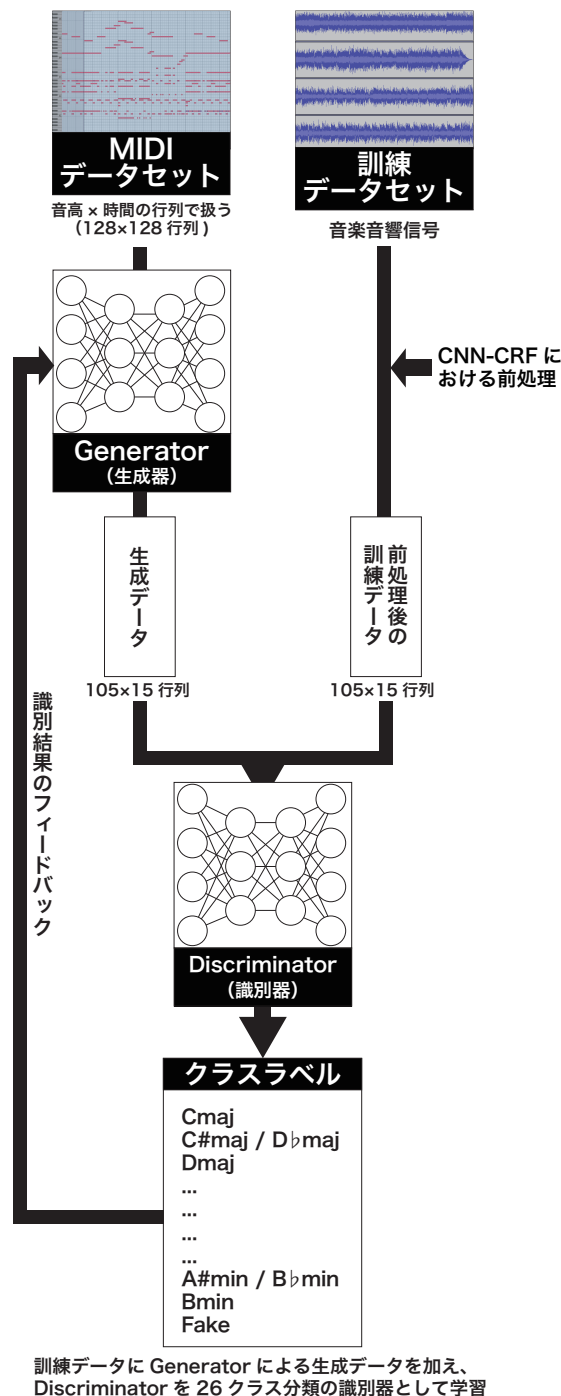 MIDI
データセット
音高 × 時間の行列で扱う
（128×128 行列 )
訓練
データセット
音楽音響信号
CNN-CRF に
おける前処理
Generator
（生成器）
生成データ
105×15 行列
前処理後の
訓練データ
105×15 行列
識別結果のフィードバック
Discriminator
（識別器）
クラスラベル
Cmaj
C#maj / D♭maj
Dmaj
...
...
...
...
A#min / B♭min
Bmin
Fake
訓練データに Generator による生成データを加え、
Discriminator を 26 クラス分類の識別器として学習